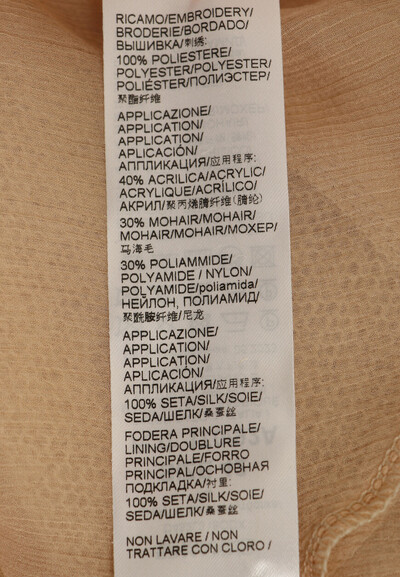 RICAMO/EMBROIDERY/
BRODERIE/BORDADO/
ВЫШИВКА/刺绣:
100% POLIESTERE/
POLYESTER/POLYESTER/
POLIÉSTER/ПОЛИЭСТЕР/
聚酯纤维
APPLICAZIONE/
APPLICATION/
APPLICATION/
APLICACIÓN/
АППЛИКАЦИЯ/应用程序:
40% ACRILICA/ACRYLIC/
ACRYLIQUE/ACRÍLICO/
АКРИЛ/聚丙烯腈纤维(腈纶)
30% MOHAIR/MOHAIR/
MOHAIR/MOHAIR/МОХЕР/
马海毛
30% POLIAMMIDE/
POLYAMIDE / NYLON/
POLYAMIDE/poliamida/
НЕЙЛОН, ПОЛИАМИД/
聚酰胺纤维/尼龙
APPLICAZIONE/
APPLICATION/
APPLICATION/
APLICACIÓN/
АППЛИКАЦИЯ/应用程序:
100% SETA/SILK/SOIE/
SEDA/ШЕЛК/桑蚕丝
FODERA PRINCIPALE/
LINING/DOUBLURE
PRINCIPALE/FORRO
PRINCIPAL/ОСНОВНАЯ
ПОДКЛАДКА/衬里:
100% SETA/SILK/SOIE/
SEDA/ШЕЛК/桑蚕丝
NON LAVARE / NON
TRATTARE CON CLORO /